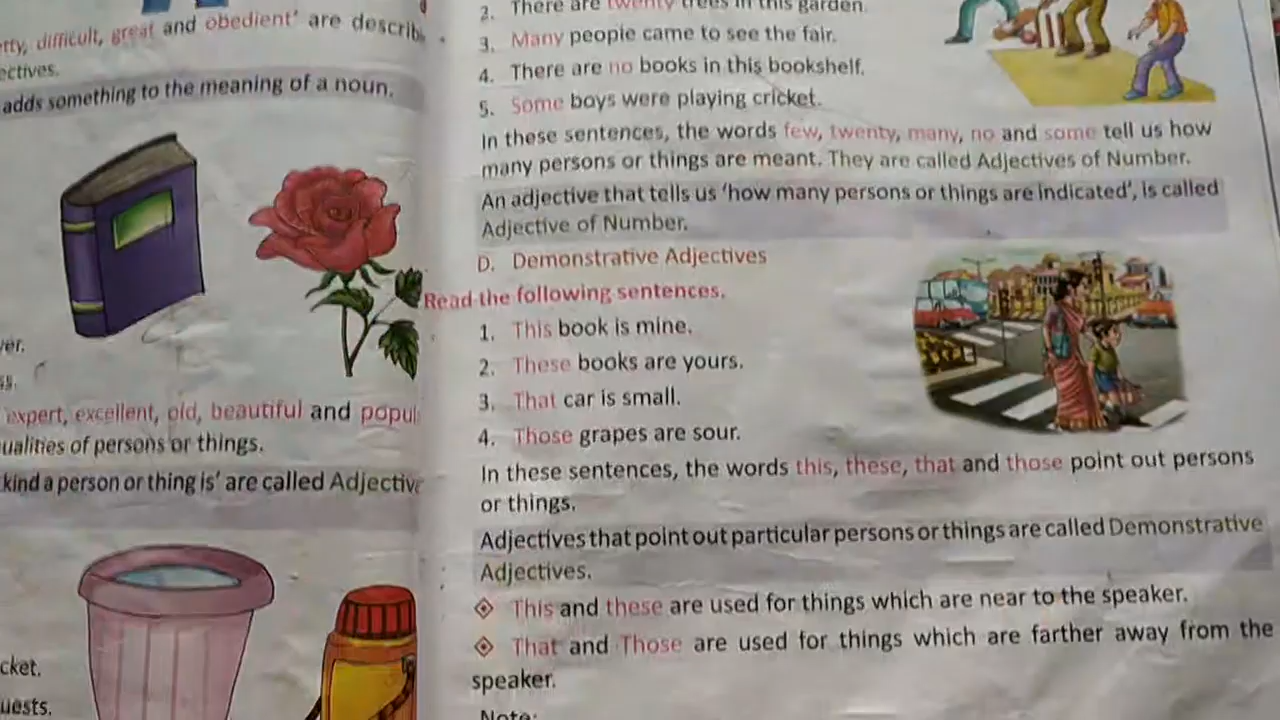 difficult, great and obedient' are
adds something to the meaning of a noun.
expert, excellent, old, beautiful and
of persons or things.
kind a person or thing is' are called
2. There are twenty trees in this garden.
3. Many people came to see the fair.
4. There are no books in this bookshelf.
5. Some boys were playing cricket.
In these sentences, the words few, twenty, many, no and some tell us how
many persons or things are meant. They are called Adjectives of Number.
An adjective that tells us 'how many persons or things are indicated', is called
Adjective of Number.
D. Demonstrative Adjectives
Read the following sentences.
1. This book is mine.
2. These books are yours.
3. That car is small.
4. Those grapes are sour.
In these sentences, the words this, these, that and those point out persons
or things.
Adjectives that point out particular persons or things are called Demonstrative
Adjectives.
This and these are used for things which are near to the speaker.
That and Those are used for things which are farther away from the
speaker.
Note: